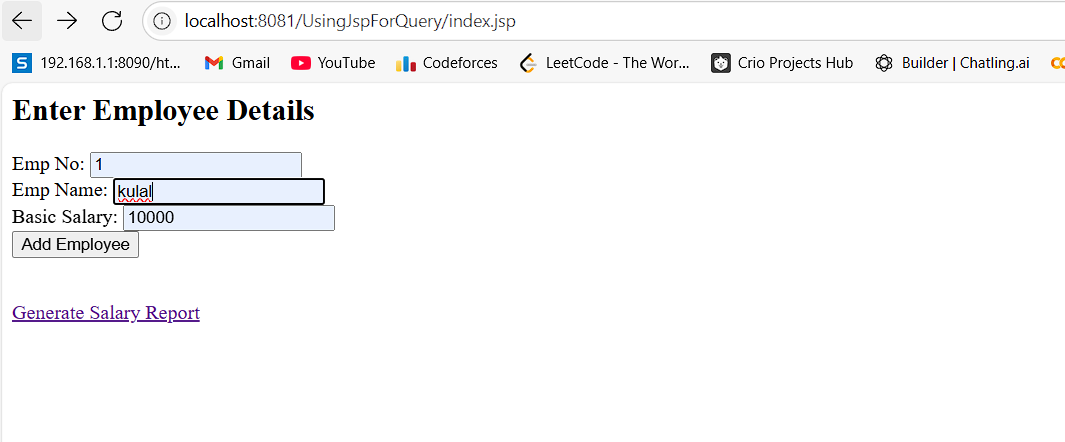 localhost:8081/UsingJspForQuery/index.jsp
192.168.1.1:8090/ht... Gmail YouTube Codeforces LeetCode - The Wor... Crio Projects Hub Builder | Chatling.ai
Enter Employee Details
Emp No: 1
Emp Name: kulal
Basic Salary: 10000
Add Employee
Generate Salary Report